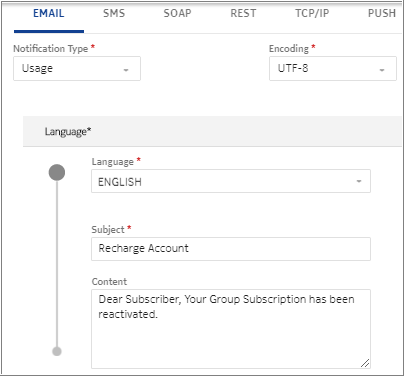 EMAIL SMS SOAP REST TCP/IP PUSH
Notification Type * Encoding *
Usage UTF-8
Language*
Language *
ENGLISH
Subject *
Recharge Account
Content
Dear Subscriber, Your Group Subscription has been
reactivated.